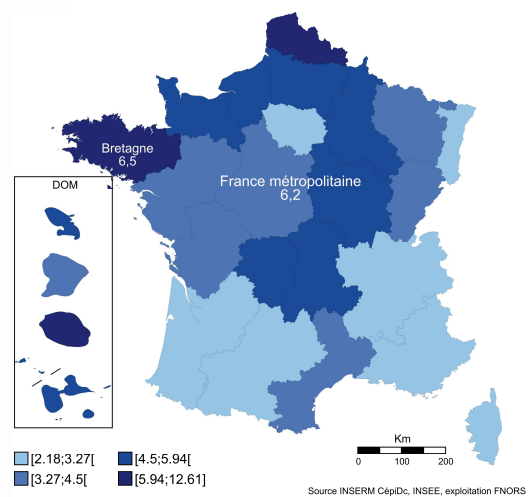 Bretagne
6,5
DOM
France métropolitaine
6,2
Km
0 100 200
[2.18;3.27[
[4.5;5.94[
[3.27;4.5[
[5.94;12.61]
Source INSERM CépiDc, INSEE, exploitation FNORS